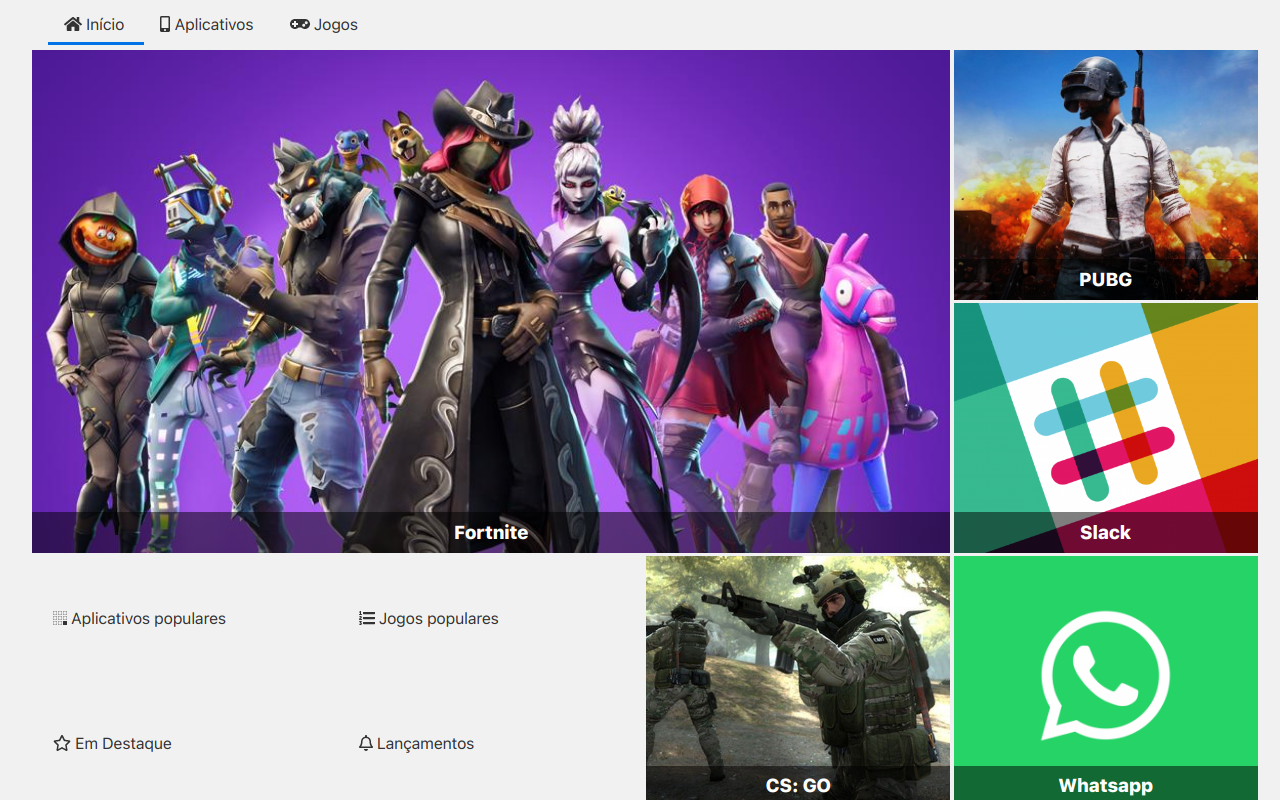 Início
Aplicativos
Jogos
Fortnite
PUBG
Slack
Aplicativos populares
Jogos populares
Em Destaque
Lançamentos
CS: GO
Whatsapp